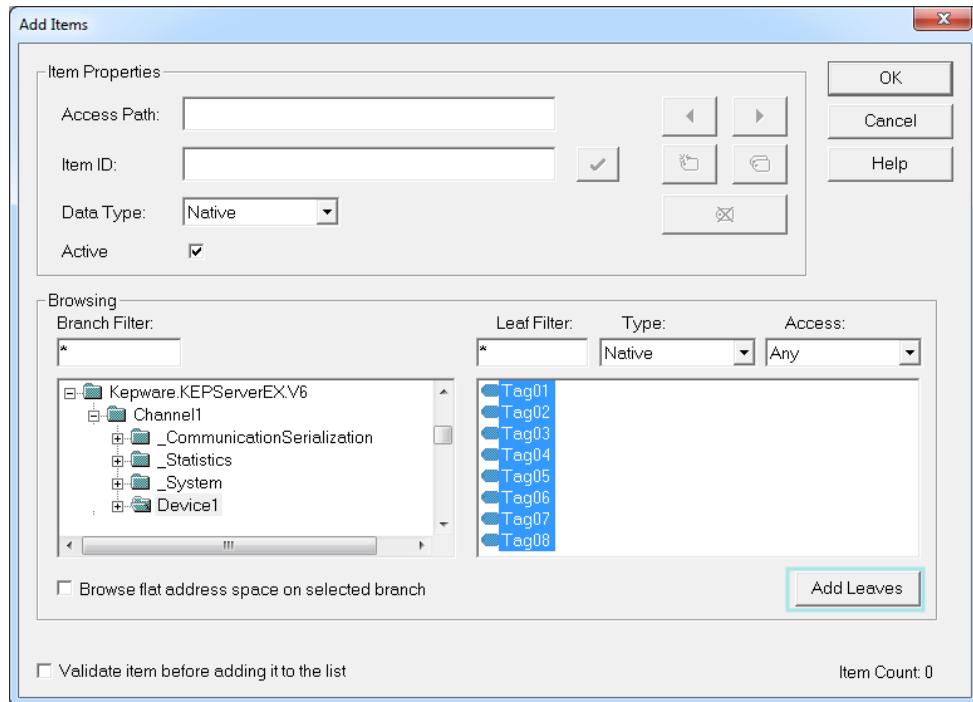 Add Items
Item Properties
Access Path:
Item ID:
Data Type: Native
Active
OK
Cancel
Help
Browsing
Branch Filter:
*
Leaf Filter: Type: Access:
* Native Any
Kepware.KEPServerEX.V6
Channel1
_CommunicationSerialization
_Statistics
_System
Device1
Tag01
Tag02
Tag03
Tag04
Tag05
Tag06
Tag07
Tag08
Browse flat address space on selected branch
Add Leaves
Validate item before adding it to the list
Item Count: 0